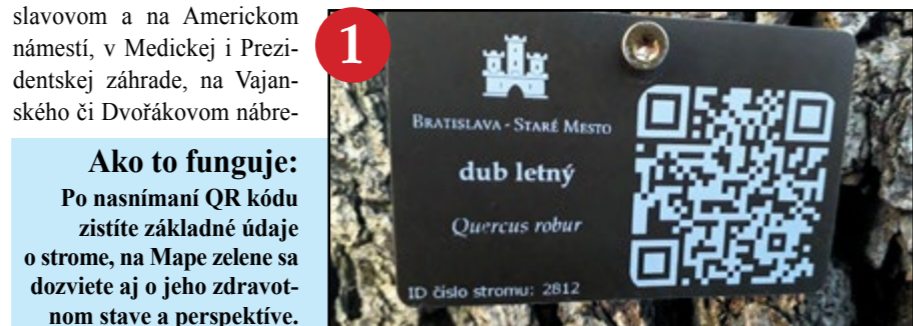 slavovom a na Americkom
námestí, v Medickej i Prezi-
dentskej záhrade, na Vajan-
ského či Dvořákovom nábre-
Ako to funguje:
Po nasnímaní QR kódu
zistíte základné údaje
o strome, na Mape zelene sa
dozviete aj o jeho zdravot-
nom stave a perspektíve.
1
BRATISLAVA - STARÉ MESTO
dub letný
Quercus robur
ID číslo stromu: 2812